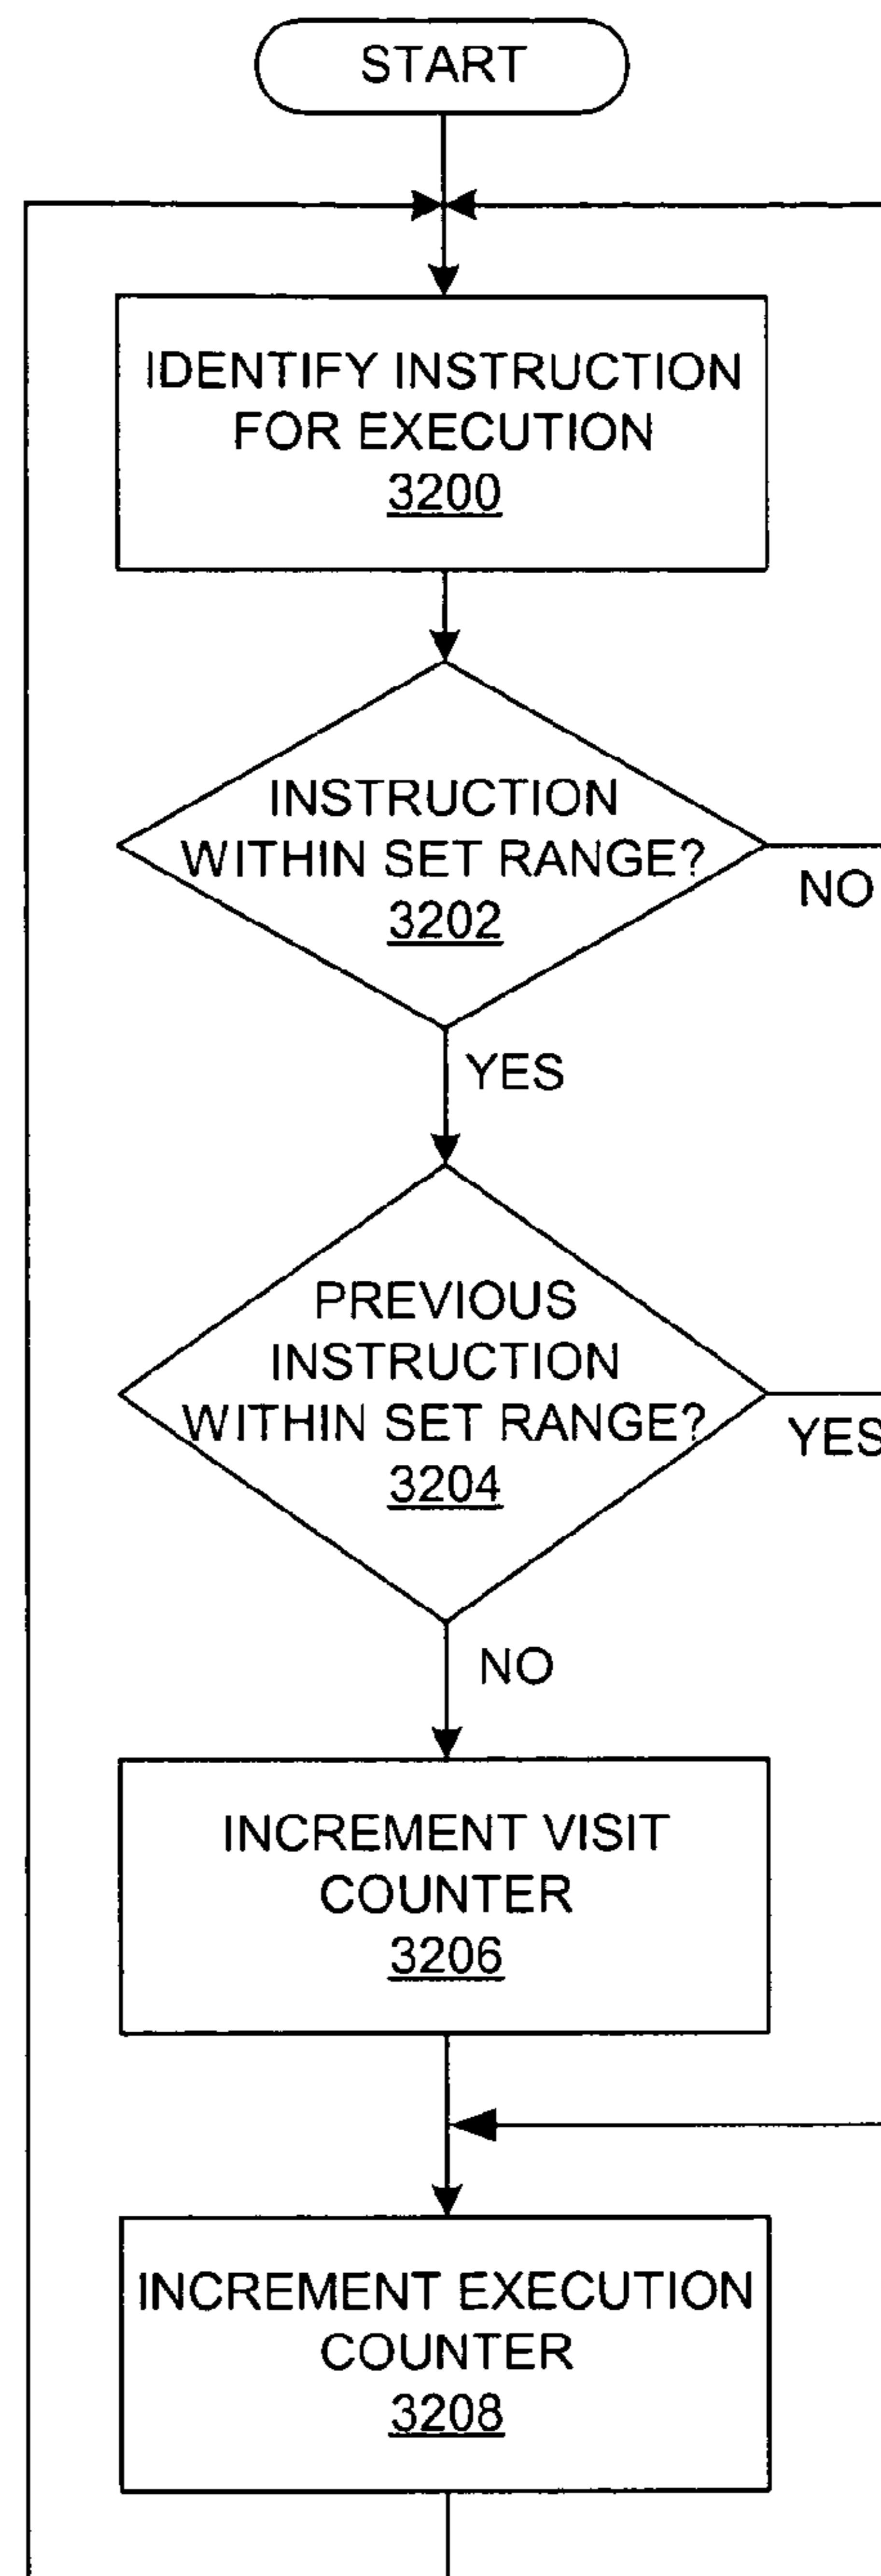 START
IDENTIFY INSTRUCTION
FOR EXECUTION
3200
INSTRUCTION
WITHIN SET RANGE?
3202
NO
YES
PREVIOUS
INSTRUCTION
WITHIN SET RANGE?
3204
YES
NO
INCREMENT VISIT
COUNTER
3206
INCREMENT EXECUTION
COUNTER
3208